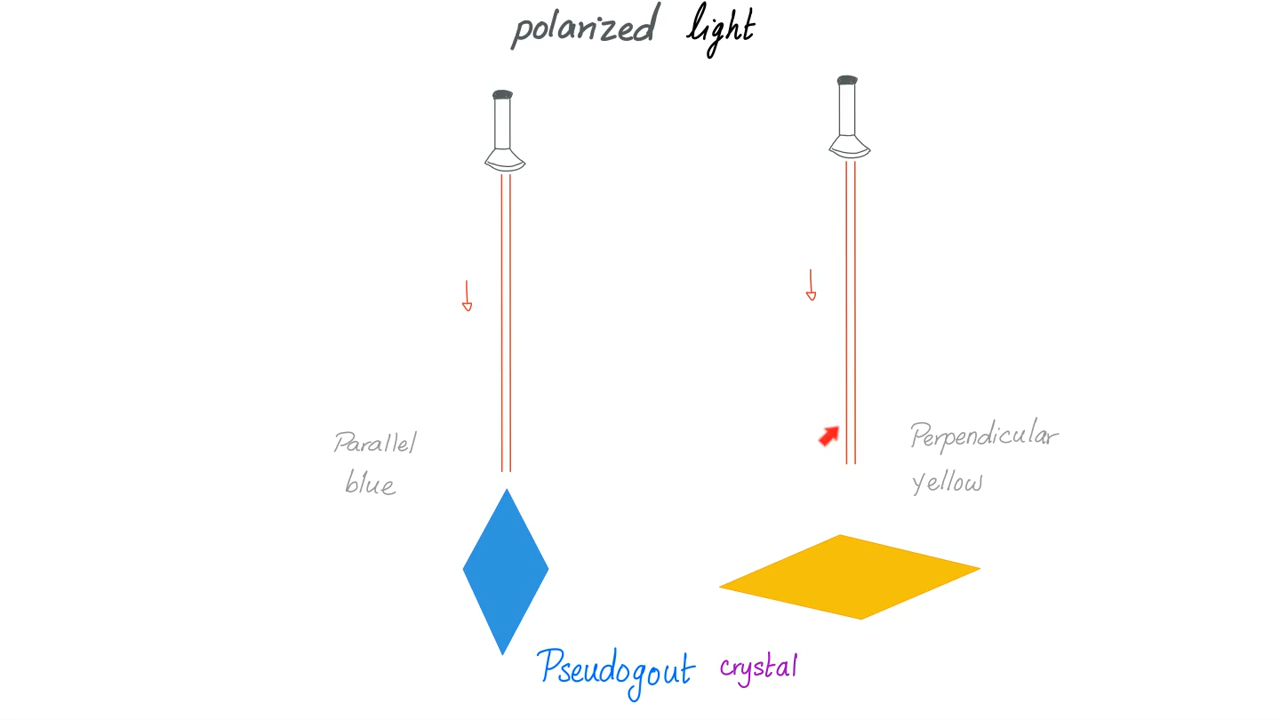 polarized light
Parallel
blue
Perpendicular
yellow
Pseudogout crystal